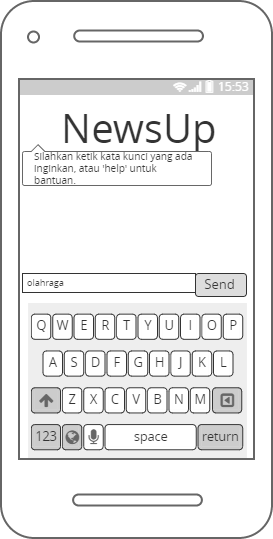 15:53
NewsUp
Silahkan ketik kata kunci yang ada
inginkan, atau 'help' untuk
bantuan.
olahraga
Send
Q W E R T Y U I O P
A S D F G H J K L
Z X C V B N M
123 space return